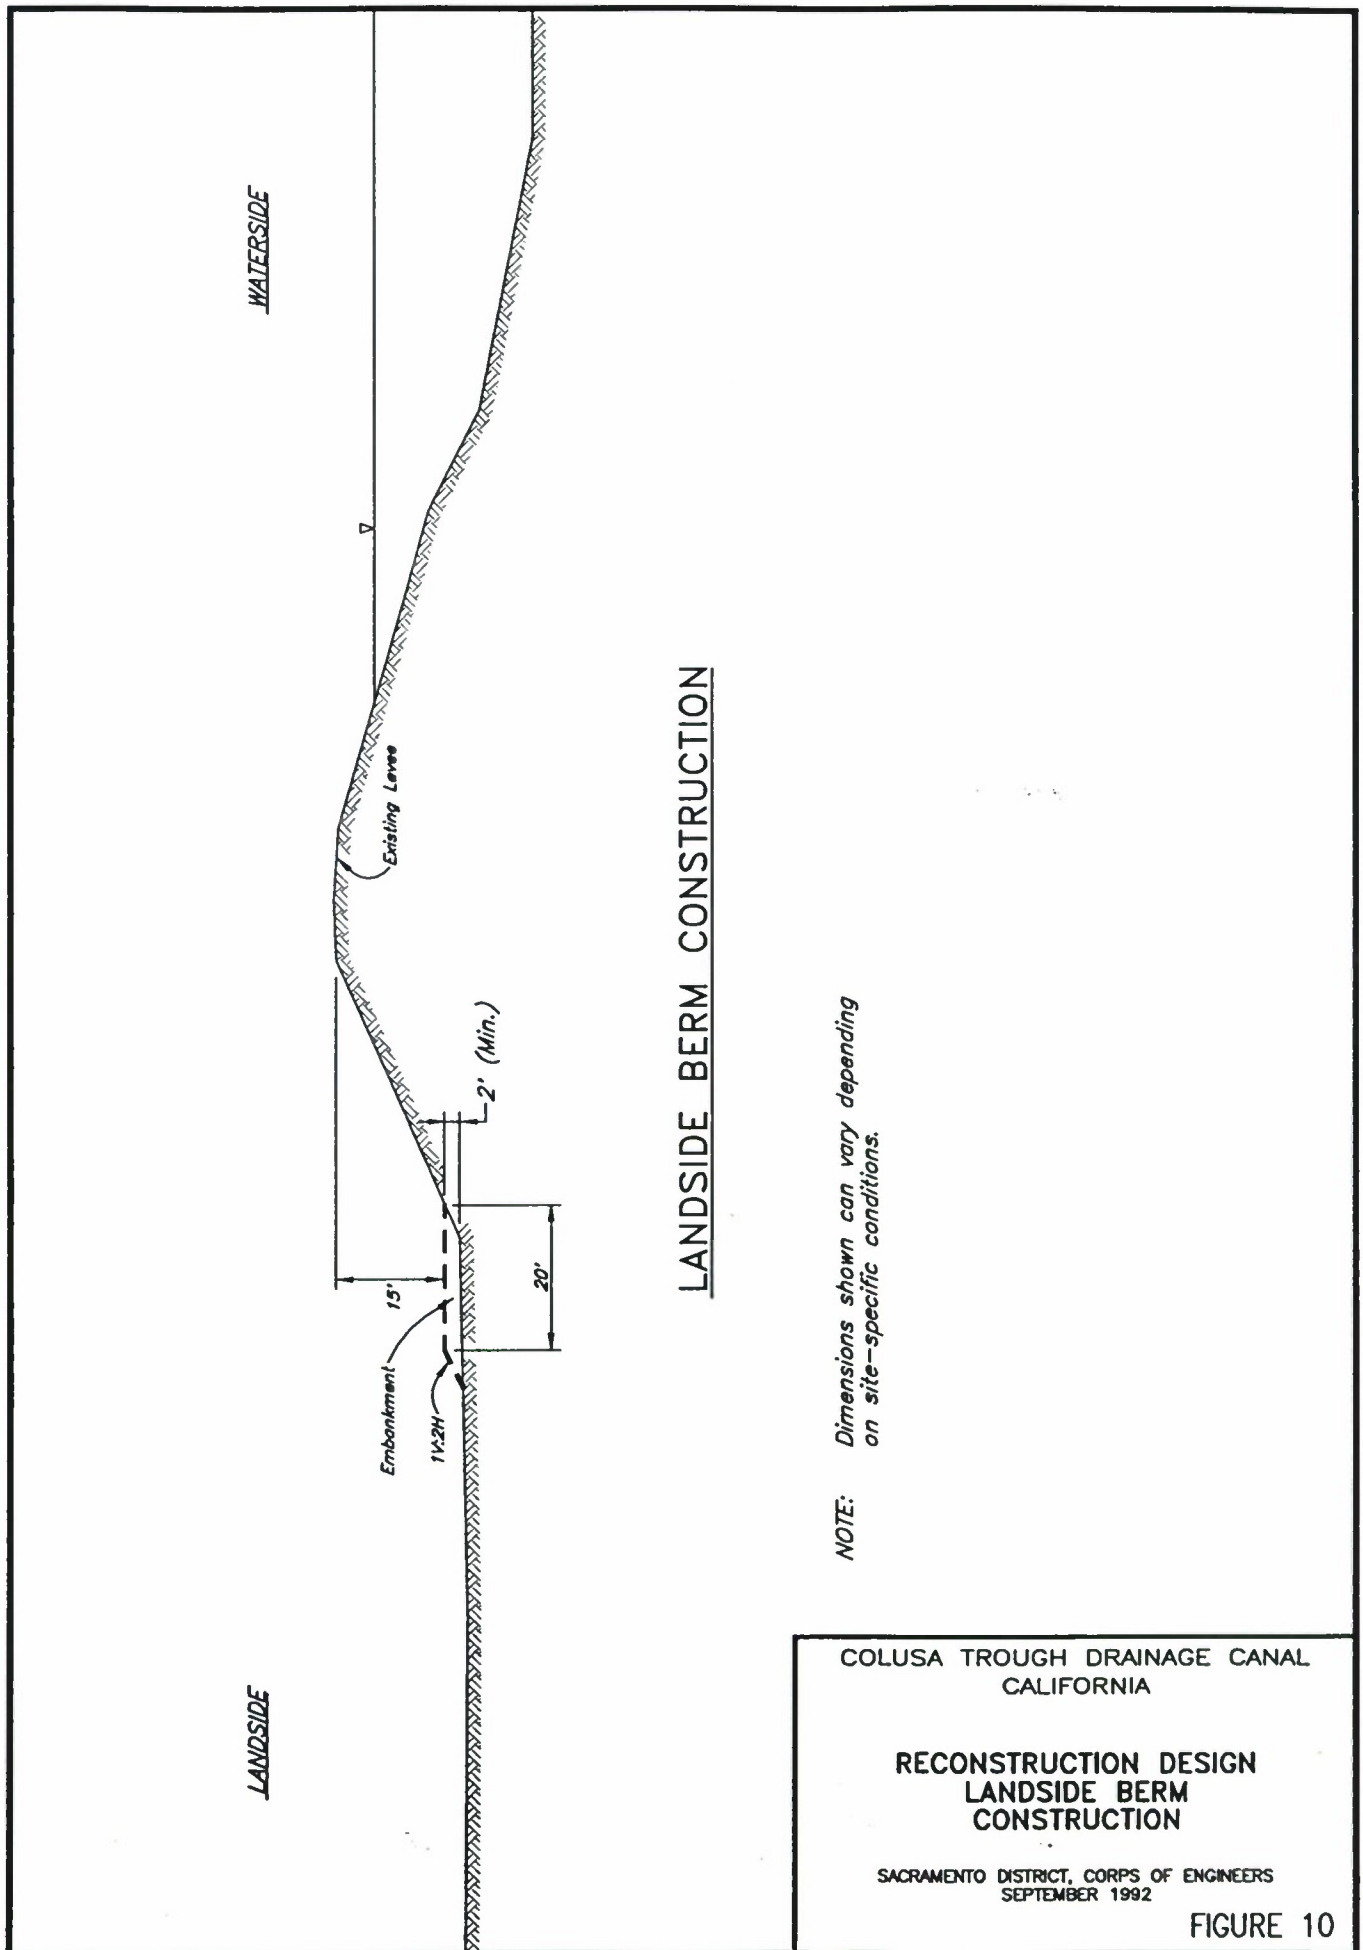 LANDSIDE
WATERSIDE
Existing Levee
15'
Embankment
1V:2H
2' (Min.)
20'
LANDSIDE BERM CONSTRUCTION
NOTE: Dimensions shown can vary depending
on site-specific conditions.
COLUSA TROUGH DRAINAGE CANAL
CALIFORNIA
RECONSTRUCTION DESIGN
LANDSIDE BERM
CONSTRUCTION
SACRAMENTO DISTRICT, CORPS OF ENGINEERS
SEPTEMBER 1992
FIGURE 10